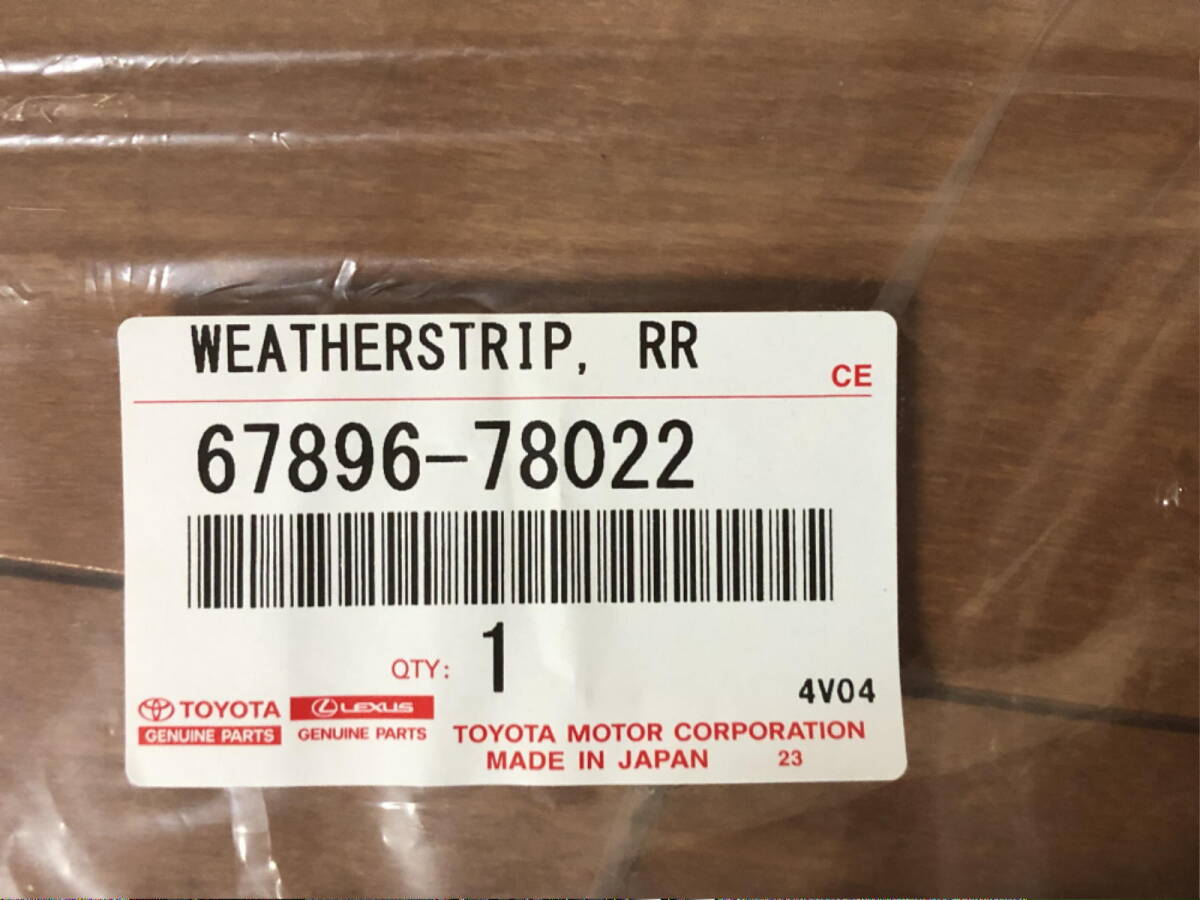 WEATHERSTRIP, RR
CE
67896-78022
QTY: 1
4V04
TOYOTA
GENUINE PARTS
LEXUS
GENUINE PARTS
TOYOTA MOTOR CORPORATION
MADE IN JAPAN 23